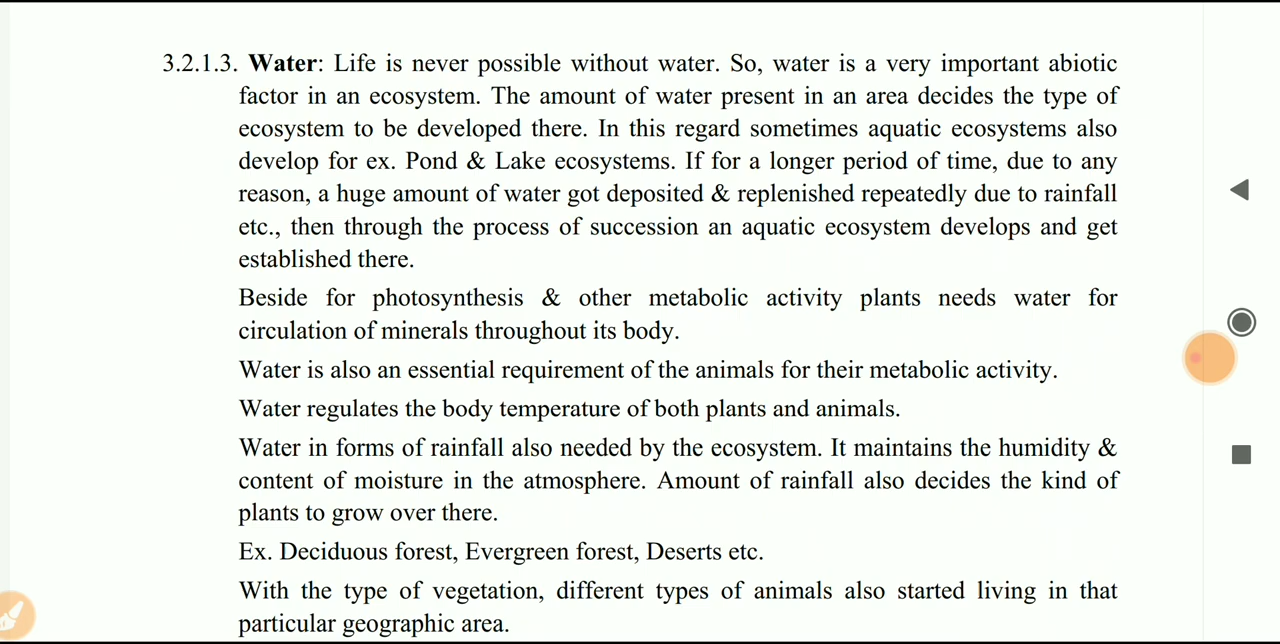 3.2.1.3. Water: Life is never possible without water. So, water is a very important abiotic
factor in an ecosystem. The amount of water present in an area decides the type of
ecosystem to be developed there. In this regard sometimes aquatic ecosystems also
develop for ex. Pond & Lake ecosystems. If for a longer period of time, due to any
reason, a huge amount of water got deposited & replenished repeatedly due to rainfall
etc., then through the process of succession an aquatic ecosystem develops and get
established there.
Beside for photosynthesis & other metabolic activity plants needs water for
circulation of minerals throughout its body.
Water is also an essential requirement of the animals for their metabolic activity.
Water regulates the body temperature of both plants and animals.
Water in forms of rainfall also needed by the ecosystem. It maintains the humidity &
content of moisture in the atmosphere. Amount of rainfall also decides the kind of
plants to grow over there.
Ex. Deciduous forest, Evergreen forest, Deserts etc.
With the type of vegetation, different types of animals also started living in that
particular geographic area.